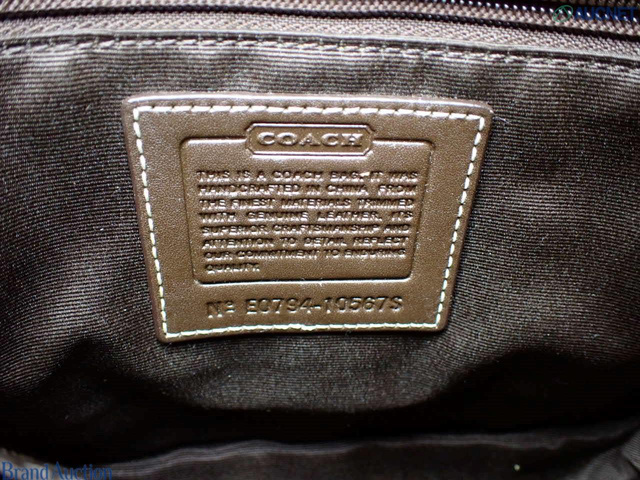 COACH
THIS IS A COACH BAG. IT WAS
HANDCRAFTED IN CHINA FROM
THE FINEST MATERIALS TRIMMED
WITH GENUINE LEATHER. ITS
SUPERIOR CRAFTSMANSHIP AND
ATTENTION TO DETAIL REFLECT
OUR COMMITMENT TO ENDURING
QUALITY.
Nº E0794-10567S
Brand Auction